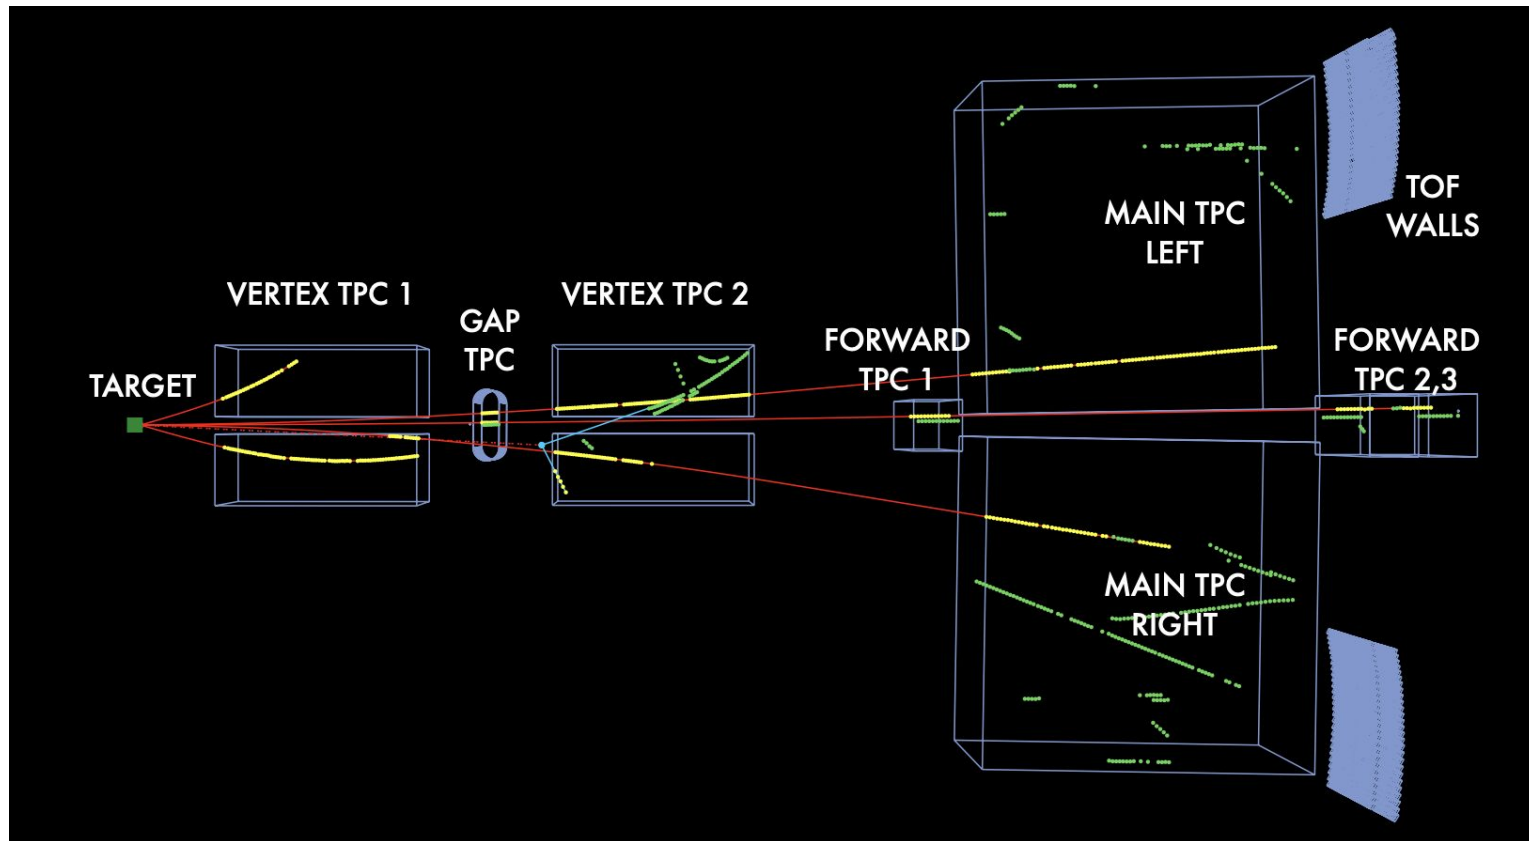 TARGET
VERTEX TPC 1
GAP
TPC
VERTEX TPC 2
FORWARD
TPC 1
MAIN TPC
LEFT
TOF
WALLS
FORWARD
TPC 2,3
MAIN TPC
RIGHT